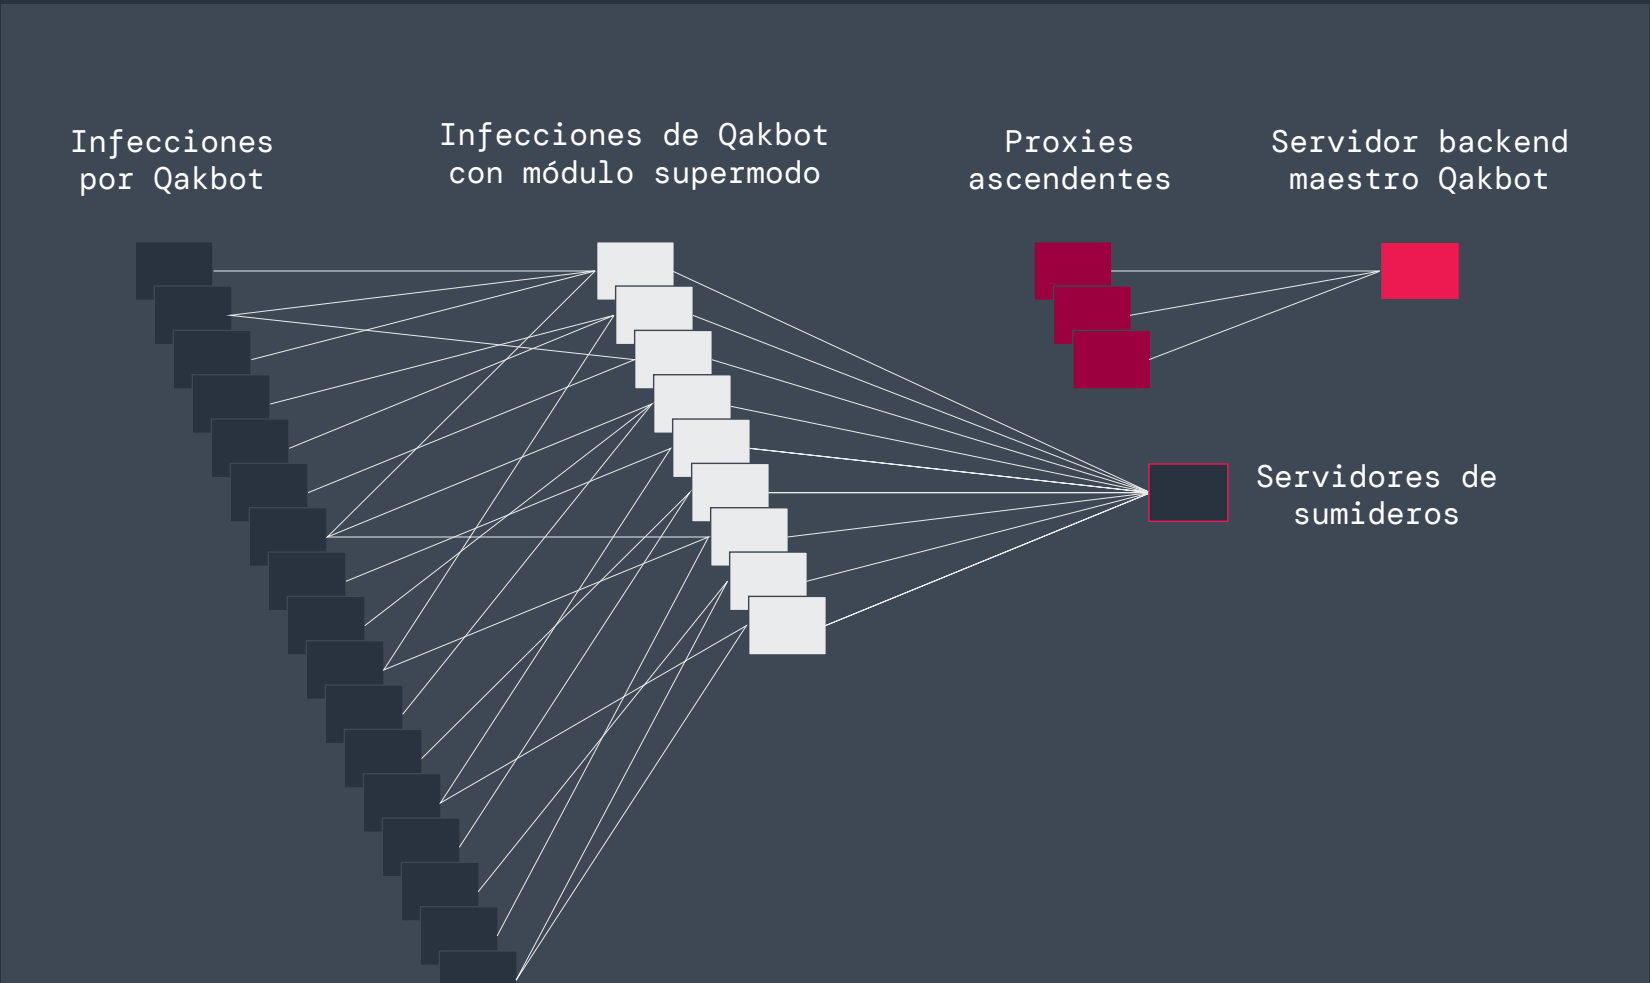 Infecciones
por Qakbot
Infecciones de Qakbot
con módulo supermodo
Proxies
ascendentes
Servidor backend
maestro Qakbot
Servidores de
sumideros